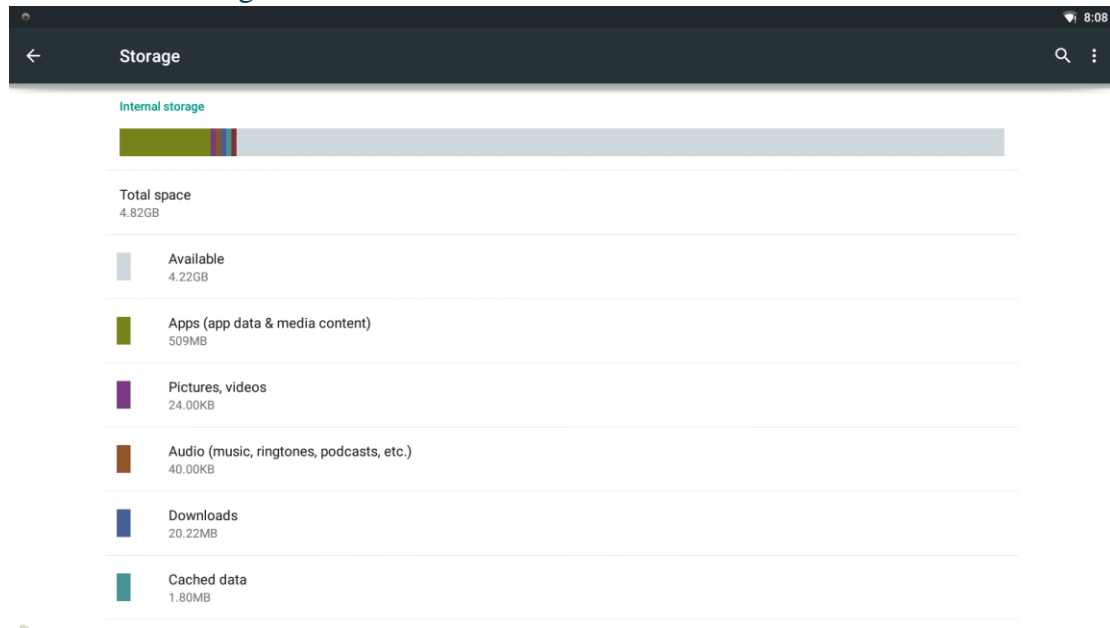 8:08
Storage
Internal storage
Total space
4.82GB
Available
4.22GB
Apps (app data & media content)
509MB
Pictures, videos
24.00KB
Audio (music, ringtones, podcasts, etc.)
40.00KB
Downloads
20.22MB
Cached data
1.80MB